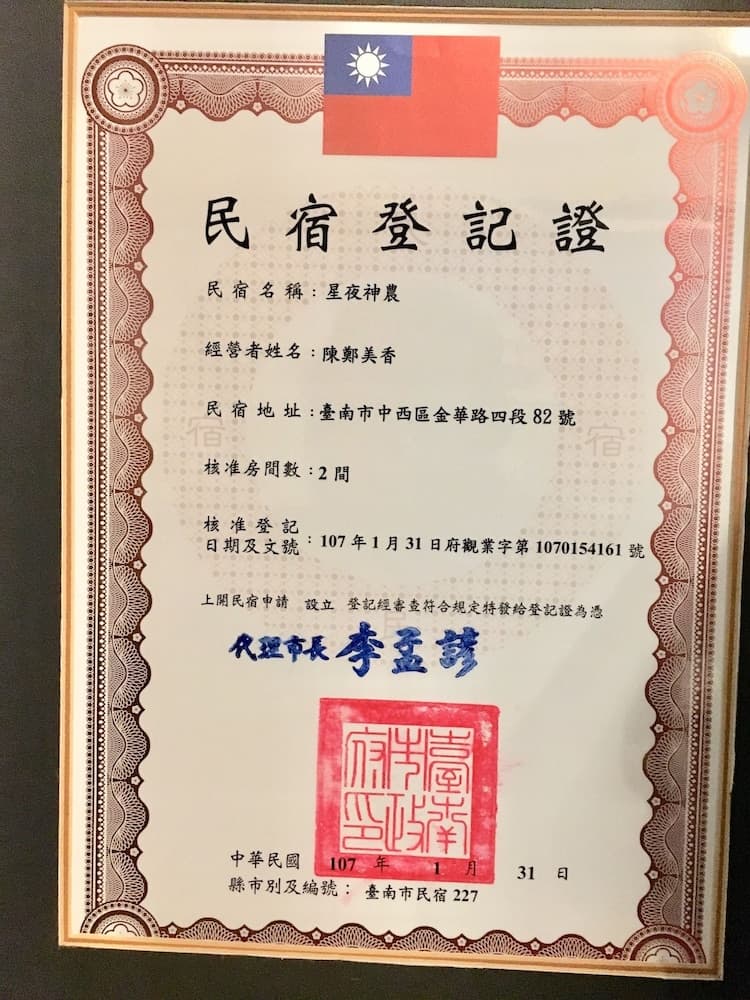 民宿登記證
民宿名稱：星夜神農
經營者姓名：陳鄭美香
民宿地址：臺南市中西區金華路四段82號
核准房間數：2間
核准登記
日期及文號：107年1月31日府觀業字第1070154161號
上開民宿申請 設立 登記經審查符合規定特發給登記證為憑
代理市長 李孟諺
臺南市政府印
中華民國 107 年 1 月 31 日
縣市別及編號：臺南市民宿227
宿
宿